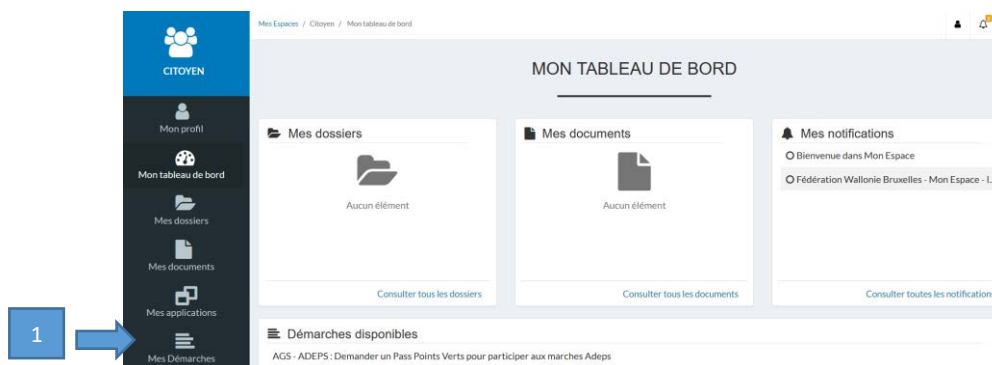 Mes Espaces / Citoyen / Mon tableau de bord
CITOYEN
MON TABLEAU DE BORD
Mon profil
Mon tableau de bord
Mes dossiers
Mes documents
Mes applications
Mes Démarches
1
Mes dossiers
Aucun élément
Consulter tous les dossiers
Mes documents
Aucun élément
Consulter tous les documents
Mes notifications
Bienvenue dans Mon Espace
Fédération Wallonie Bruxelles - Mon Espace - I..
Consulter toutes les notifications
Démarches disponibles
AGS - ADEPS : Demander un Pass Points Verts pour participer aux marches Adeps